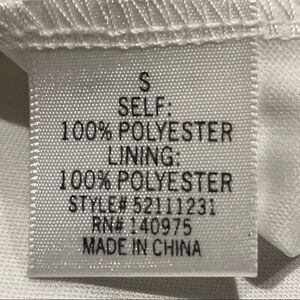 S
SELF:
100% POLYESTER
LINING:
100% POLYESTER
STYLE# 52111231
RN# 140975
MADE IN CHINA